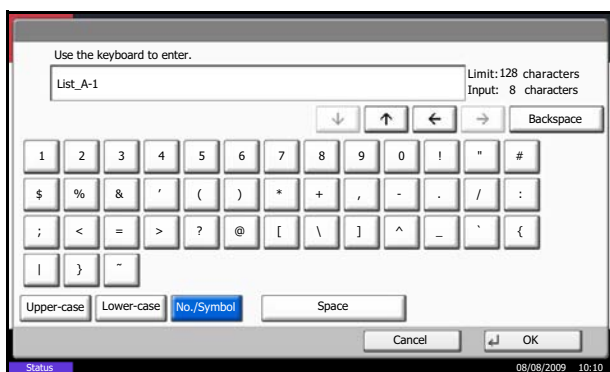 Use the keyboard to enter.
List_A-1
Limit: 128 characters
Input: 8 characters
↓ ↑ ← → Backspace
1 2 3 4 5 6 7 8 9 0 ! " #
$ % & ' ( ) * + , - . / :
; < = > ? @ [ \ ] ^ _ ` {
| } ~
Upper-case Lower-case No./Symbol Space
Cancel ↵ OK
Status 08/08/2009 10:10